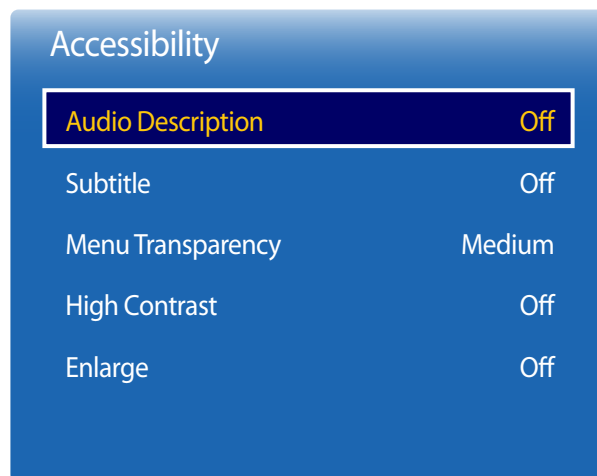 Accessibility
Audio Description Off
Subtitle Off
Menu Transparency Medium
High Contrast Off
Enlarge Off